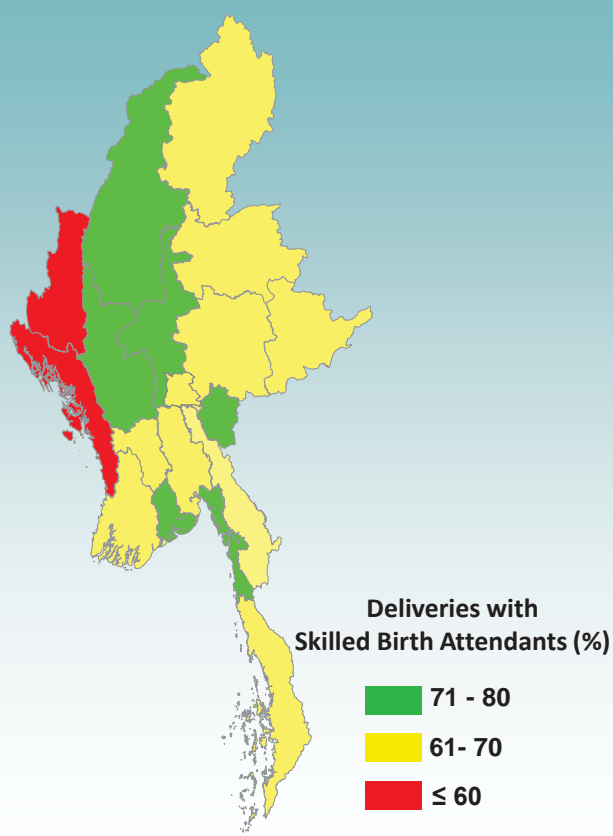 Deliveries with
Skilled Birth Attendants (%)
71 - 80
61- 70
≤ 60